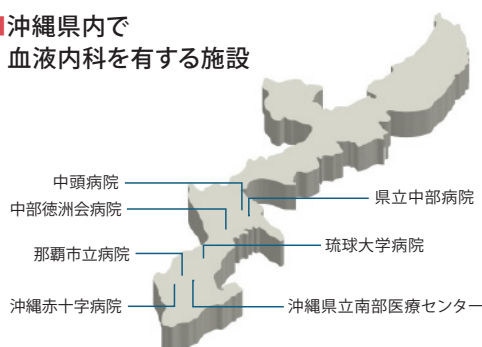 沖縄県内で
血液内科を有する施設
中頭病院
県立中部病院
中部徳洲会病院
那覇市立病院
琉球大学病院
沖縄赤十字病院
沖縄県立南部医療センター